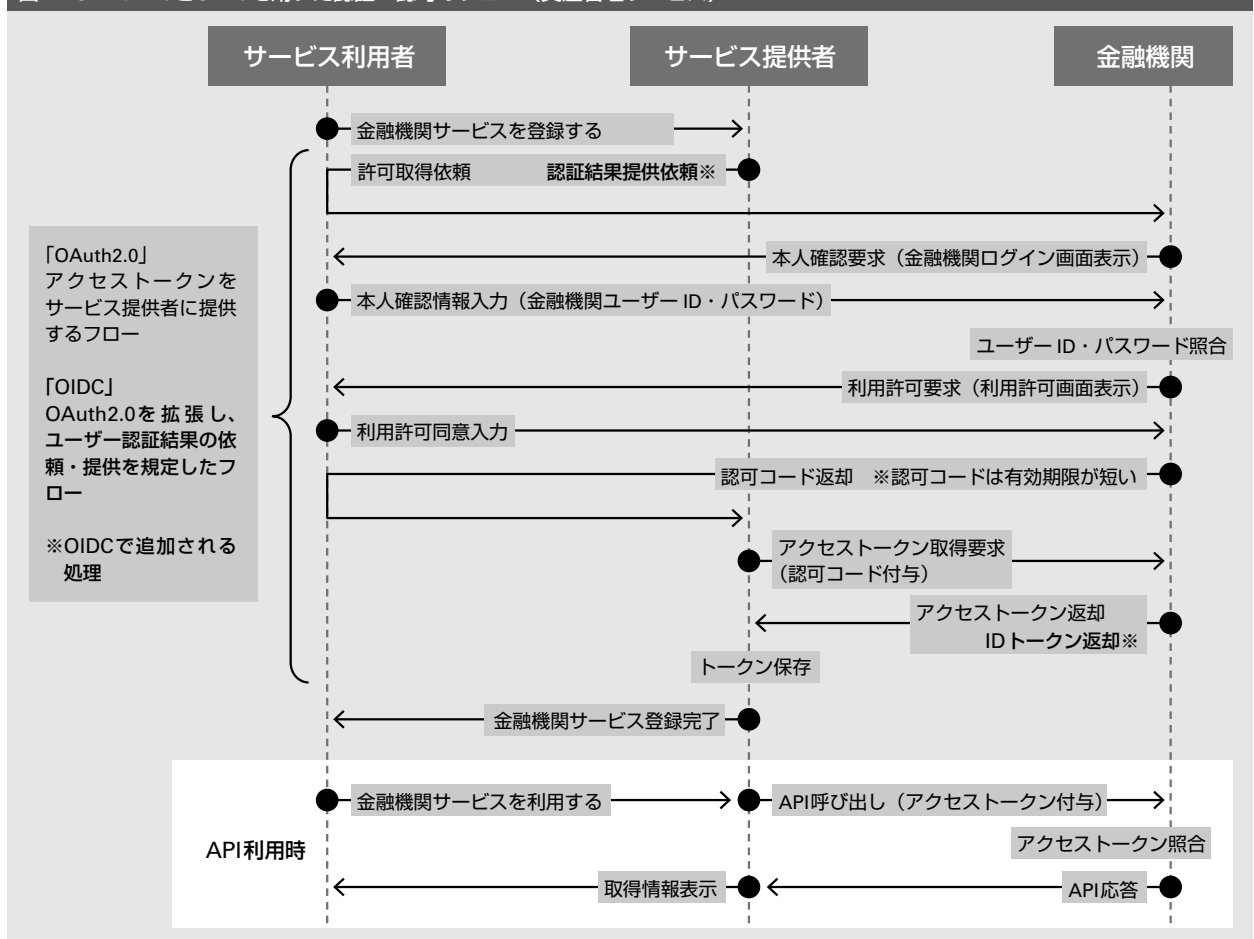 サービス利用者
サービス提供者
金融機関
金融機関サービスを登録する
許可取得依頼 認証結果提供依頼※
本人確認要求（金融機関ログイン画面表示）
本人確認情報入力（金融機関ユーザー ID・パスワード）
ユーザー ID・パスワード照合
利用許可要求（利用許可画面表示）
利用許可同意入力
認可コード返却 ※認可コードは有効期限が短い
アクセストークン取得要求
（認可コード付与）
アクセストークン返却
IDトークン返却※
トークン保存
金融機関サービス登録完了
「OAuth2.0」
アクセストークンを
サービス提供者に提供
するフロー
「OIDC」
OAuth2.0を拡張し、
ユーザー認証結果の依
頼・提供を規定したフ
ロー
※OIDCで追加される
処理
API利用時
金融機関サービスを利用する
API呼び出し（アクセストークン付与）
アクセストークン照合
取得情報表示
API応答